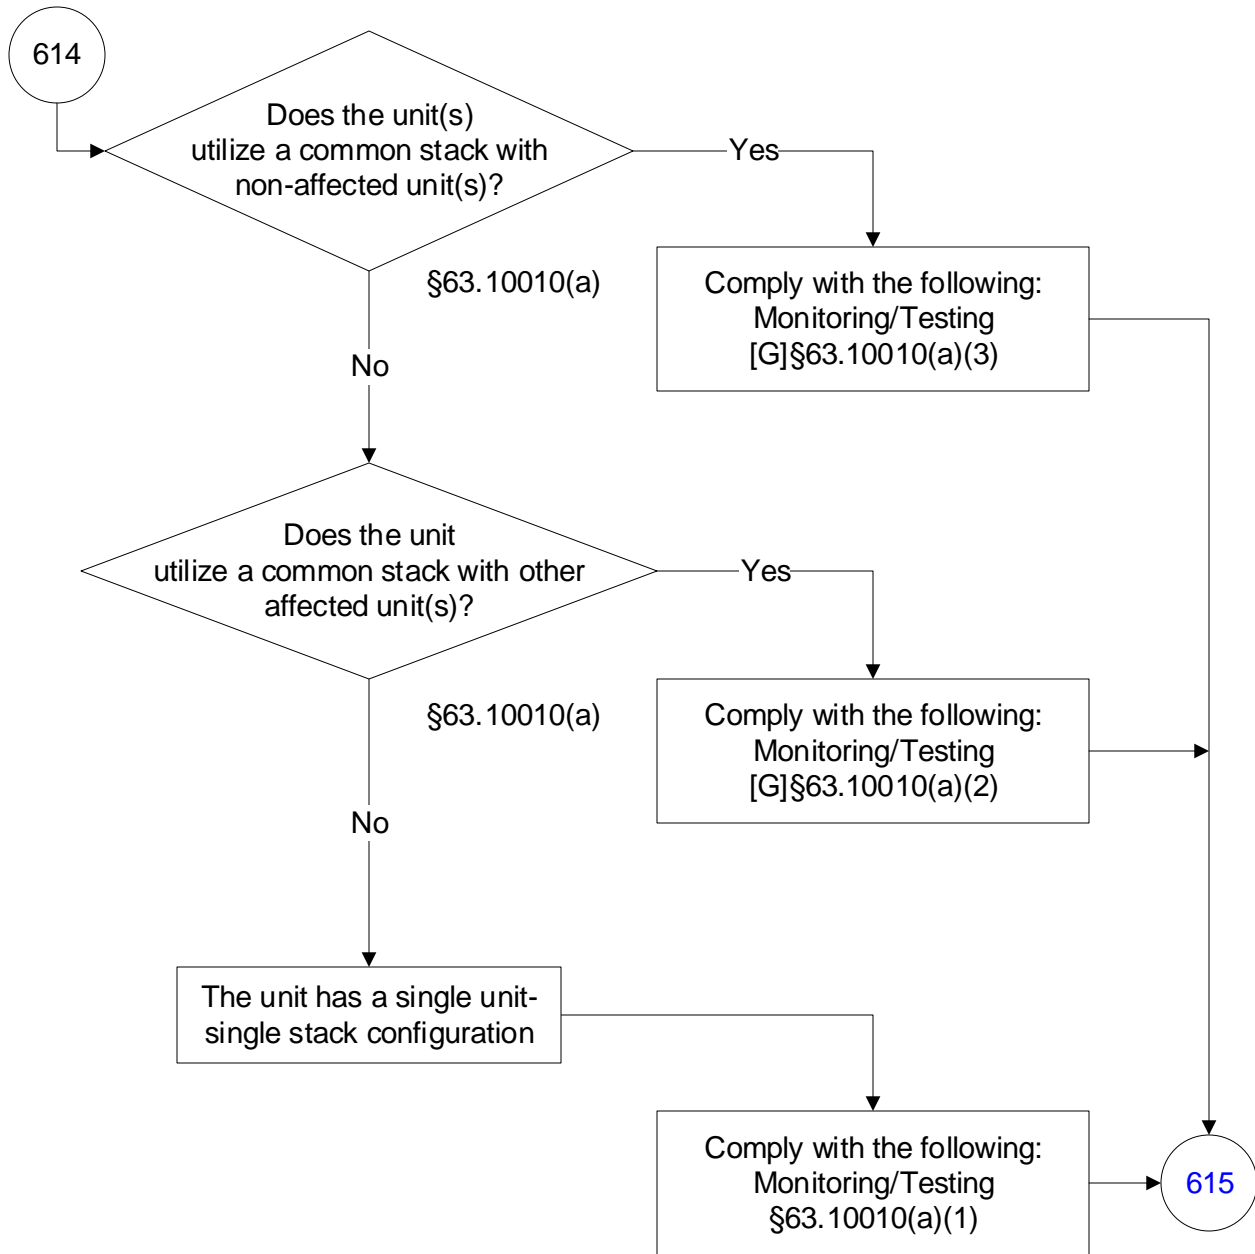 614
Does the unit(s)
utilize a common stack with
non-affected unit(s)?
Yes
§63.10010(a)
Comply with the following:
Monitoring/Testing
[G]§63.10010(a)(3)
No
Does the unit
utilize a common stack with other
affected unit(s)?
Yes
§63.10010(a)
Comply with the following:
Monitoring/Testing
[G]§63.10010(a)(2)
No
The unit has a single unit-
single stack configuration
Comply with the following:
Monitoring/Testing
§63.10010(a)(1)
615